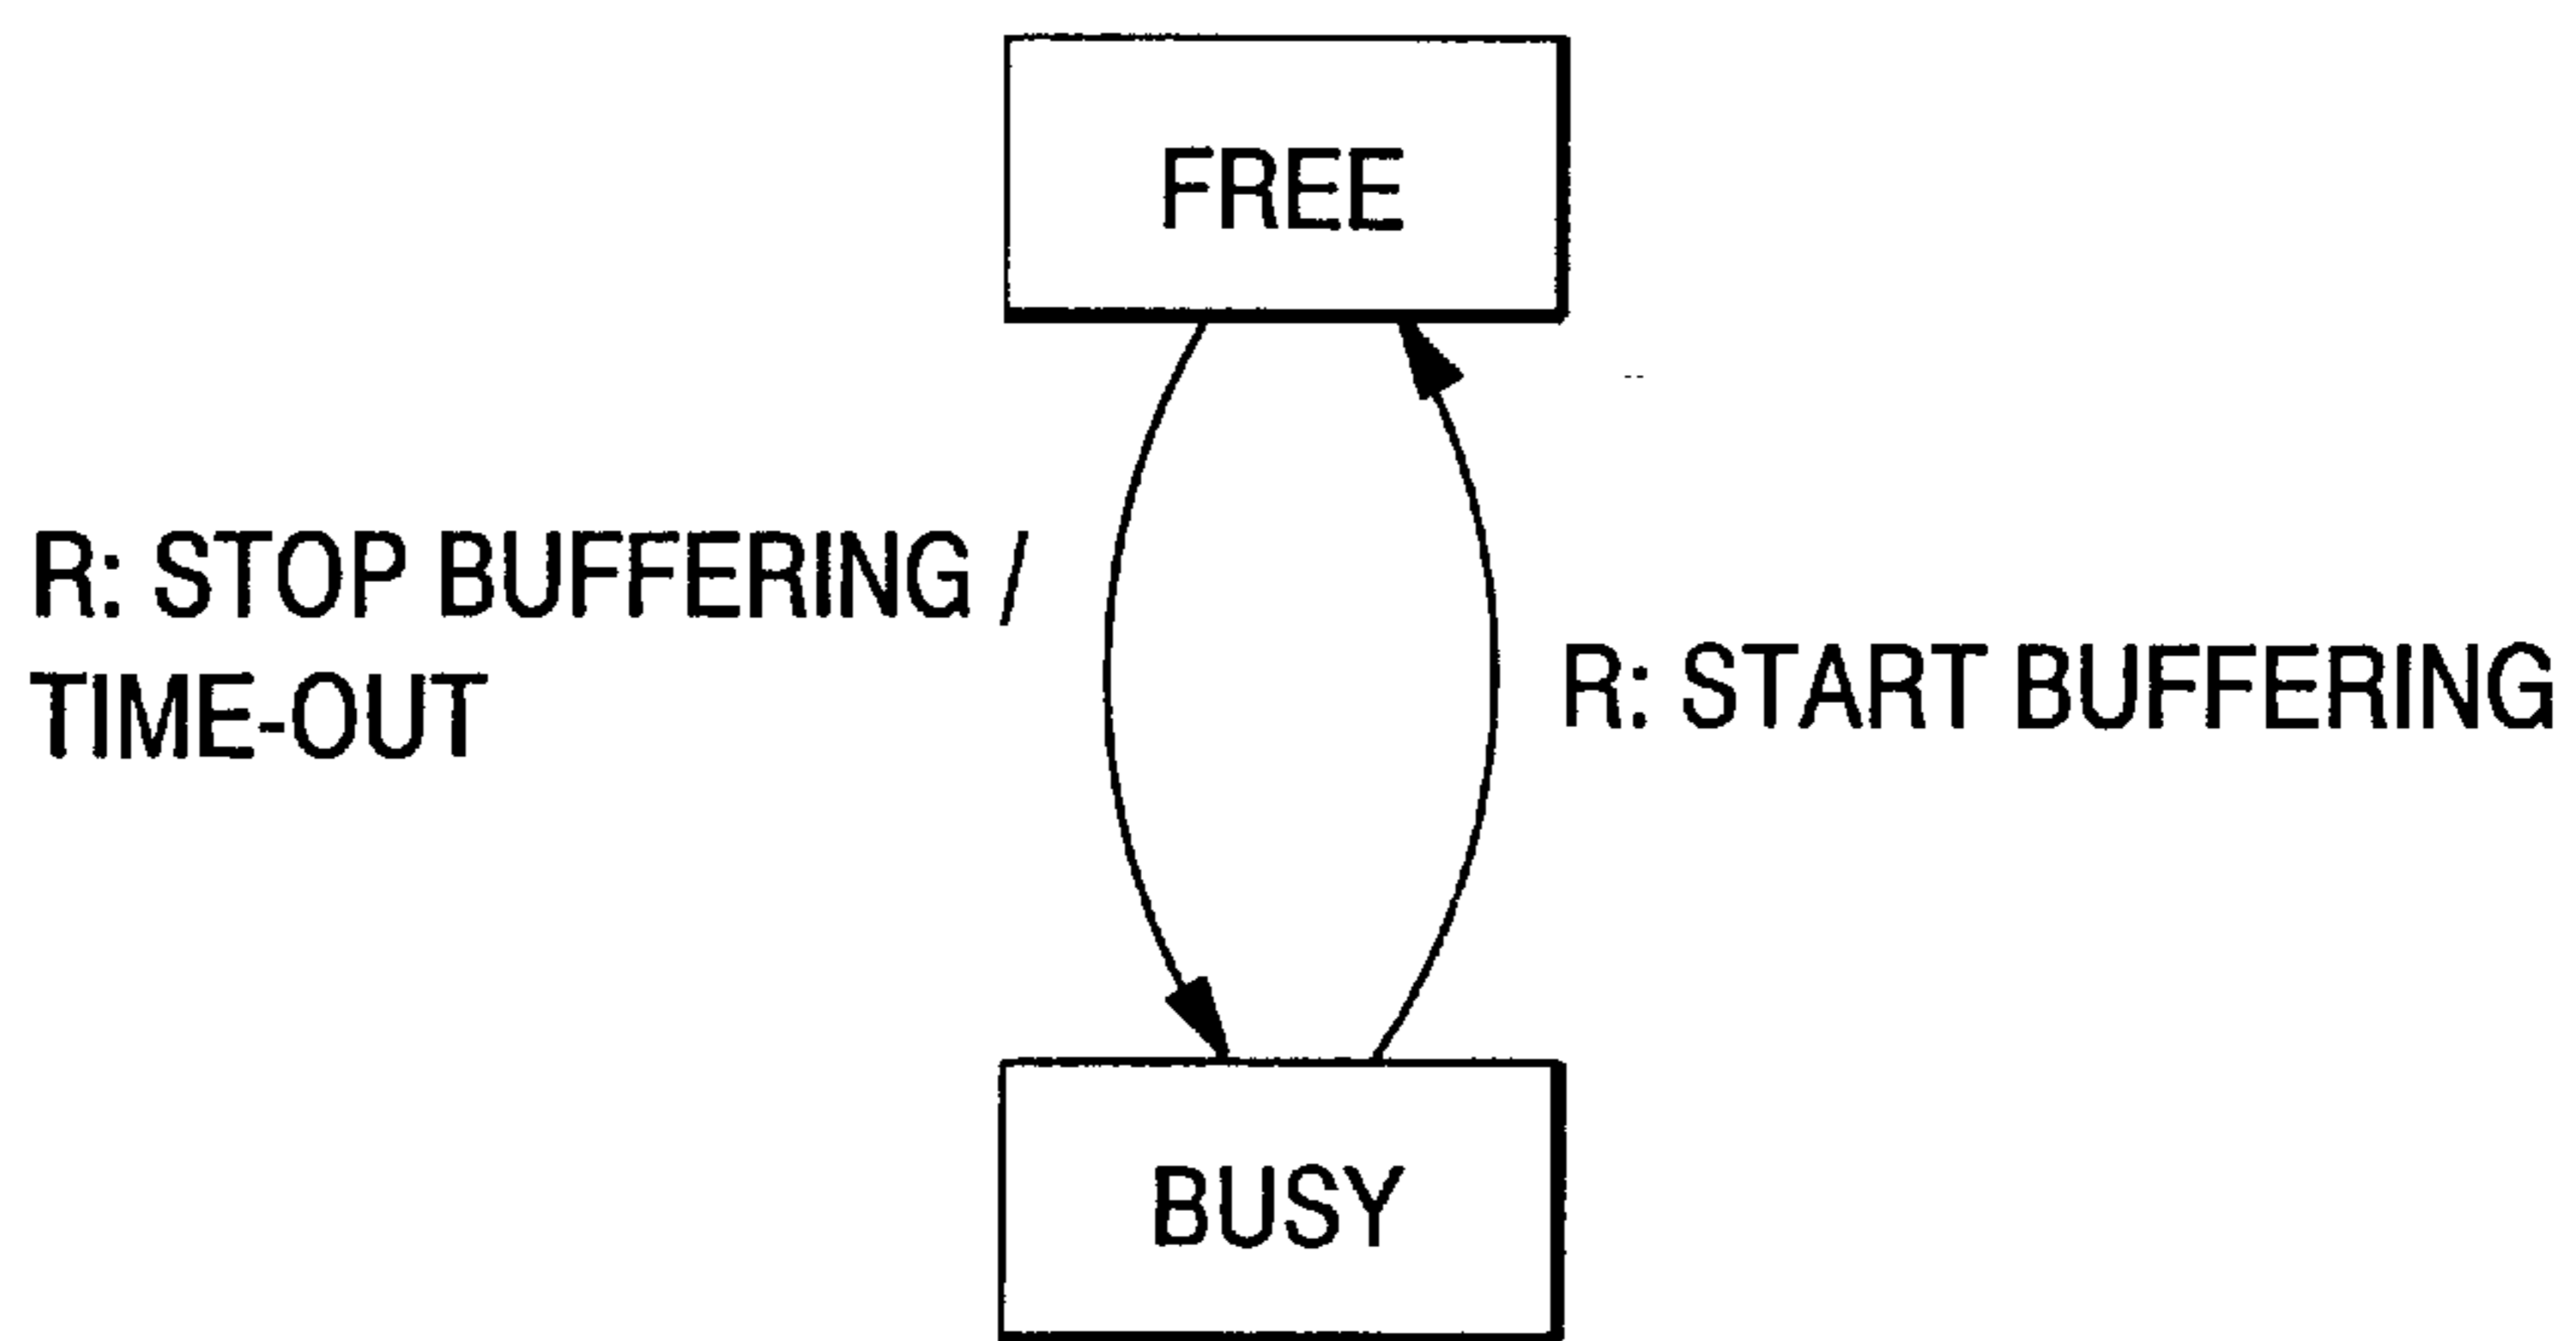 FREE
R: STOP BUFFERING /
TIME-OUT
R: START BUFFERING
BUSY